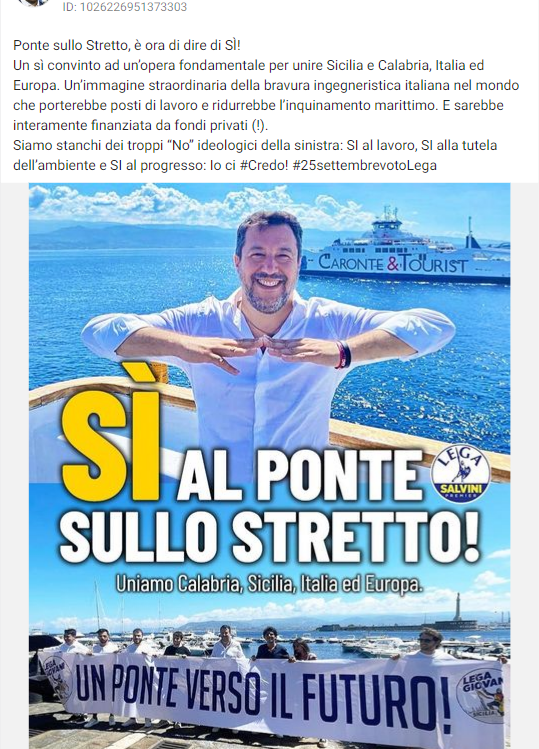 ID: 1026226951373303
Ponte sullo Stretto, è ora di dire di SÌ!
Un sì convinto ad un’opera fondamentale per unire Sicilia e Calabria, Italia ed
Europa. Un’immagine straordinaria della bravura ingegneristica italiana nel mondo
che porterebbe posti di lavoro e ridurrebbe l’inquinamento marittimo. E sarebbe
interamente finanziata da fondi privati (!).
Siamo stanchi dei troppi “No” ideologici della sinistra: SI al lavoro, SI alla tutela
dell’ambiente e SI al progresso: Io ci #Credo! #25settembrevotoLega
CARONTE & TOURIST
SÌ AL PONTE
LEGA
SALVINI
PREMIER
SULLO STRETTO!
Uniamo Calabria, Sicilia, Italia ed Europa.
LEGA
GIOVANI
UN PONTE VERSO IL FUTURO!
LEGA
GIOVANI
SICILIA